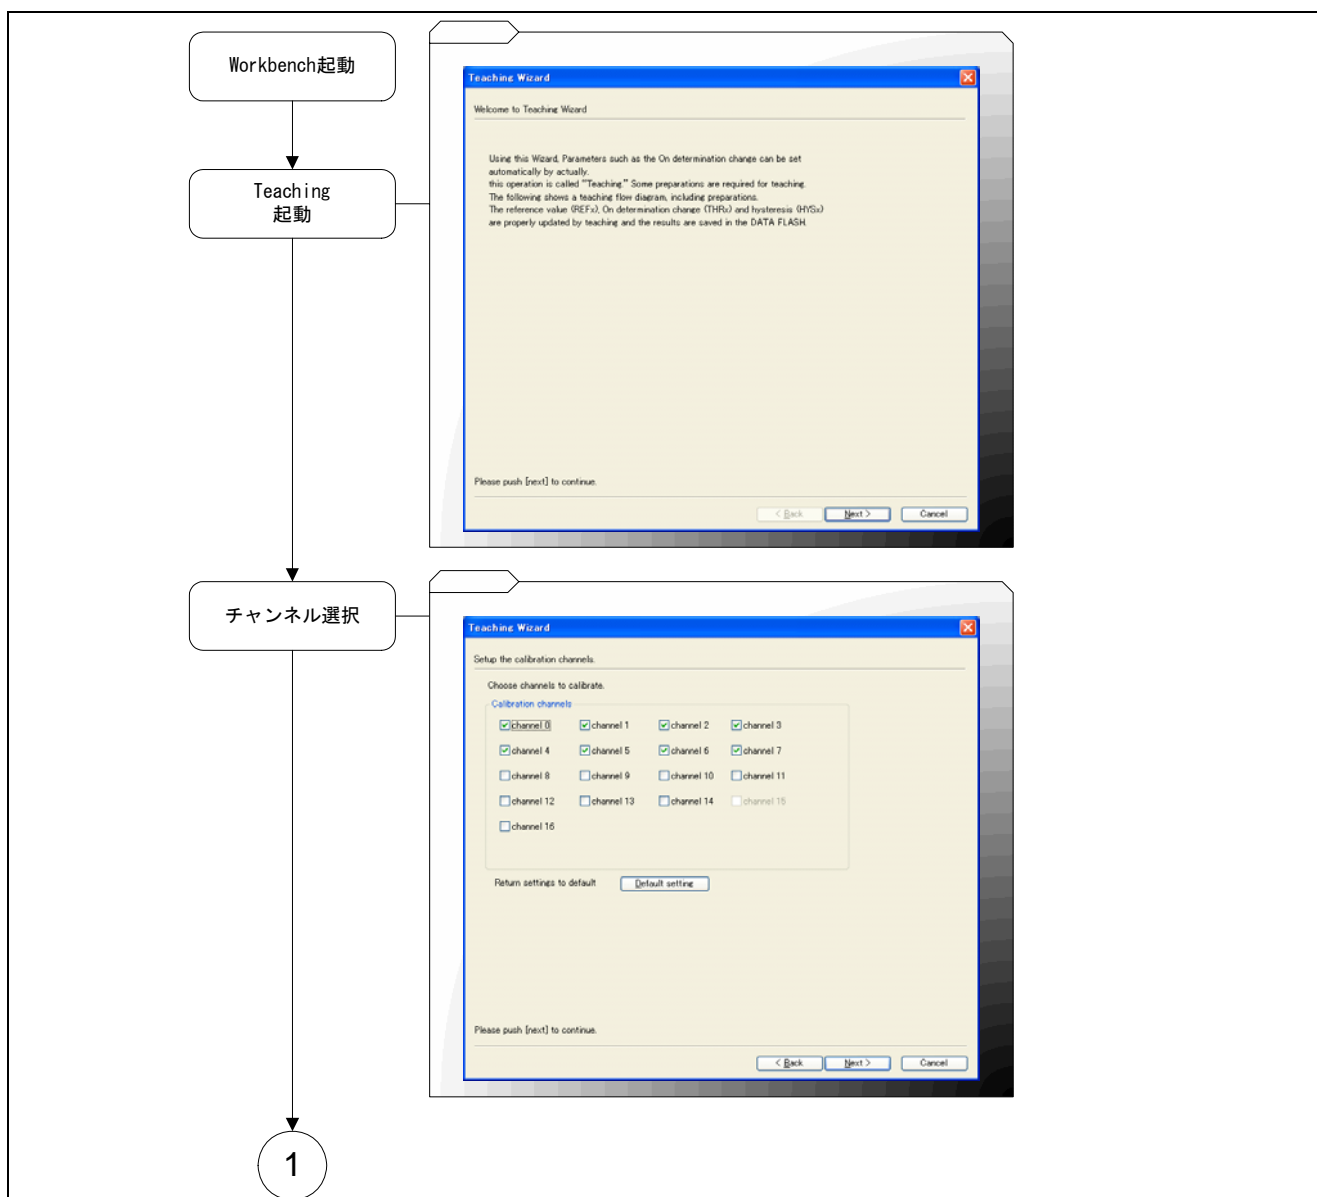 Workbench起動
Teaching
起動
Teaching Wizard
Welcome to Teaching Wizard
Using this Wizard, Parameters such as the On determination change can be set
automatically by actually.
this operation is called "Teaching." Some preparations are required for teaching.
The following shows a teaching flow diagram, including preparations.
The reference value (REFx), On determination change (THRx) and hysteresis (HYSx)
are properly updated by teaching and the results are saved in the DATA FLASH.
Please push [next] to continue.
< Back
Next >
Cancel
チャンネル選択
Teaching Wizard
Setup the calibration channels.
Choose channels to calibrate.
Calibration channels
channel 0 channel 1 channel 2 channel 3
channel 4 channel 5 channel 6 channel 7
channel 8 channel 9 channel 10 channel 11
channel 12 channel 13 channel 14 channel 15
channel 16
Return settings to default
Default setting
Please push [next] to continue.
< Back
Next >
Cancel
1